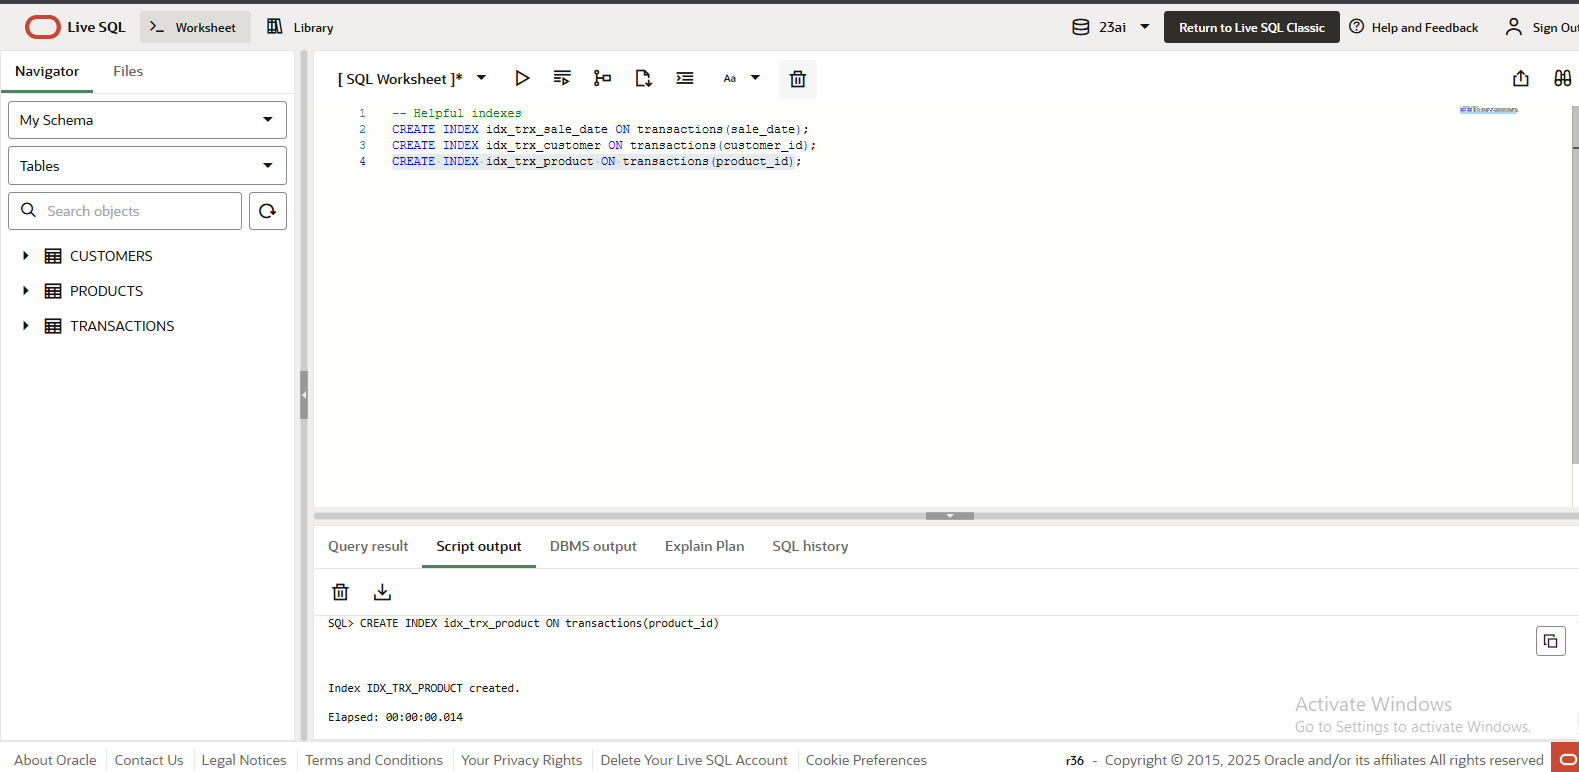 Live SQL
Worksheet
Library
23ai
Return to Live SQL Classic
Help and Feedback
Sign Out
Navigator
Files
My Schema
Tables
Search objects
CUSTOMERS
PRODUCTS
TRANSACTIONS
[ SQL Worksheet ]*
Aa
1 -- Helpful indexes
2 CREATE INDEX idx_trx_sale_date ON transactions(sale_date);
3 CREATE INDEX idx_trx_customer ON transactions(customer_id);
4 CREATE INDEX idx_trx_product ON transactions(product_id);
Query result
Script output
DBMS output
Explain Plan
SQL history
SQL> CREATE INDEX idx_trx_product ON transactions(product_id)
Index IDX_TRX_PRODUCT created.
Elapsed: 00:00:00.014
Activate Windows
Go to Settings to activate Windows.
About Oracle
Contact Us
Legal Notices
Terms and Conditions
Your Privacy Rights
Delete Your Live SQL Account
Cookie Preferences
r36 - Copyright © 2015, 2025 Oracle and/or its affiliates All rights reserved